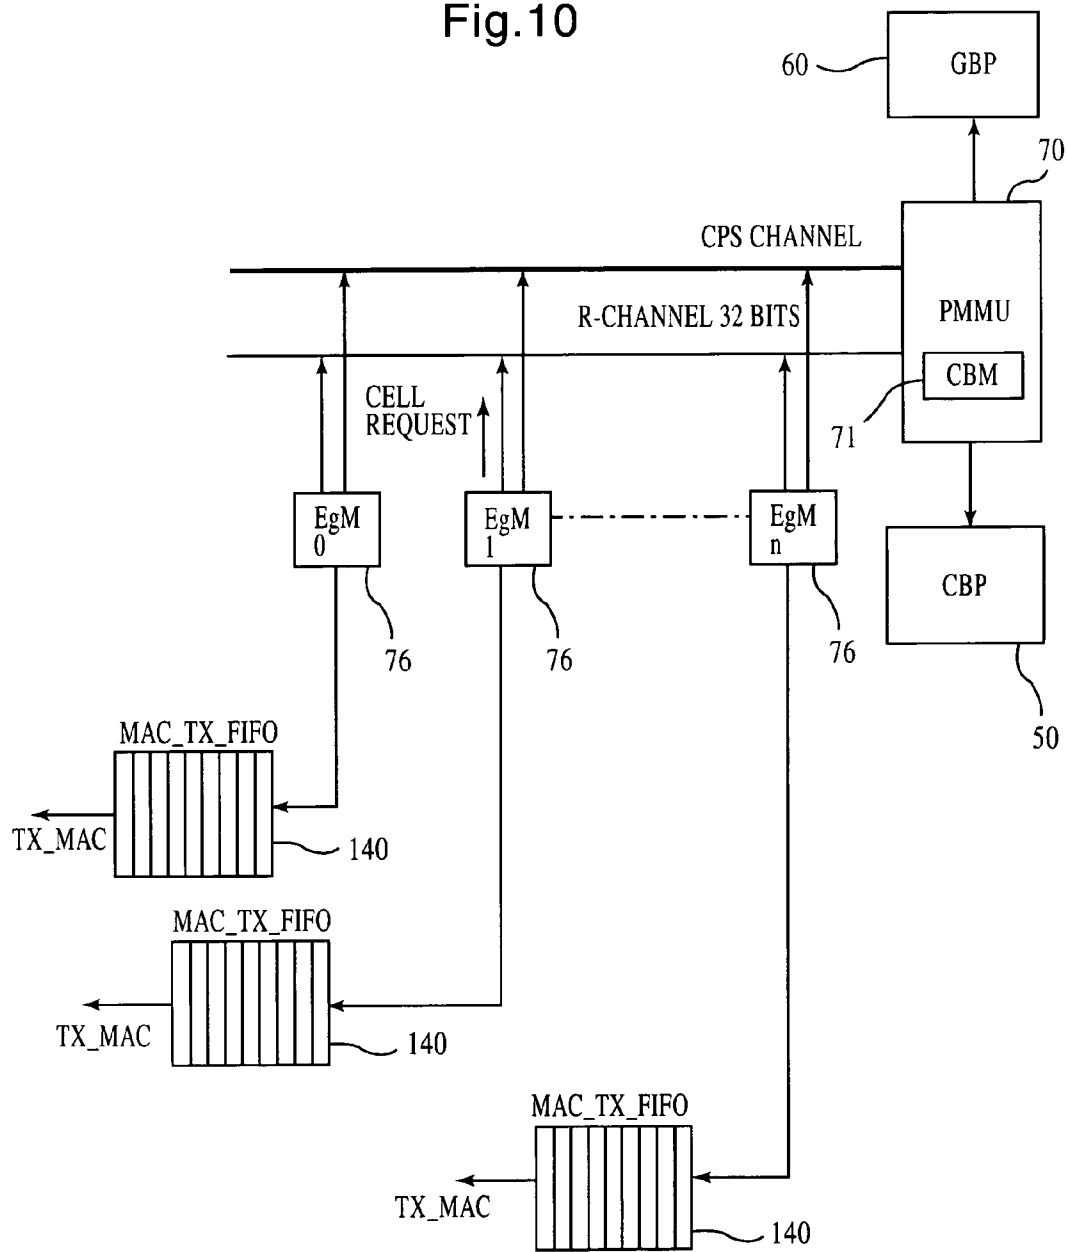 Fig.10
60
GBP
70
CPS CHANNEL
R-CHANNEL 32 BITS
PMMU
CBM
71
CELL
REQUEST
EgM
0
EgM
1
EgM
n
CBP
76
76
76
50
MAC_TX_FIFO
TX_MAC
140
MAC_TX_FIFO
TX_MAC
140
MAC_TX_FIFO
TX_MAC
140